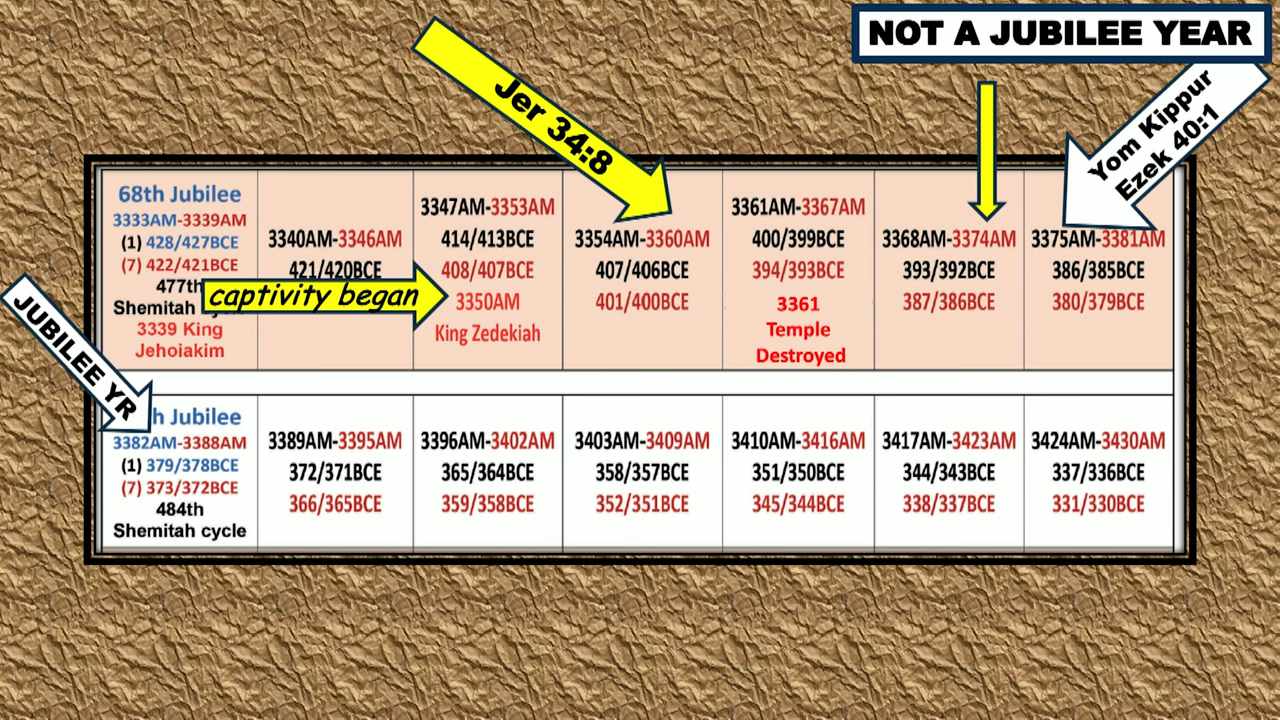 NOT A JUBILEE YEAR
Jer 34:8
Yom Kippur
Ezek 40:1
68th Jubilee
3333AM-3339AM
(1) 428/427BCE
(7) 422/421BCE
477th
Shemitah
3339 King
Jehoiakim
3340AM-3346AM
421/420BCE
captivity began
3347AM-3353AM
414/413BCE
408/407BCE
3350AM
King Zedekiah
3354AM-3360AM
407/406BCE
401/400BCE
3361AM-3367AM
400/399BCE
394/393BCE
3361
Temple
Destroyed
3368AM-3374AM
393/392BCE
387/386BCE
3375AM-3381AM
386/385BCE
380/379BCE
JUBILEE YR
h Jubilee
3382AM-3388AM
(1) 379/378BCE
(7) 373/372BCE
484th
Shemitah cycle
3389AM-3395AM
372/371BCE
366/365BCE
3396AM-3402AM
365/364BCE
359/358BCE
3403AM-3409AM
358/357BCE
352/351BCE
3410AM-3416AM
351/350BCE
345/344BCE
3417AM-3423AM
344/343BCE
338/337BCE
3424AM-3430AM
337/336BCE
331/330BCE